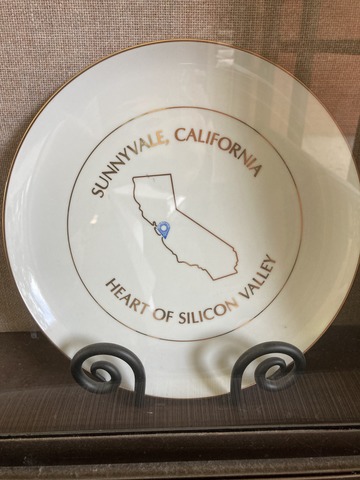 SUNNYVALE, CALIFORNIA
HEART OF SILICON VALLEY